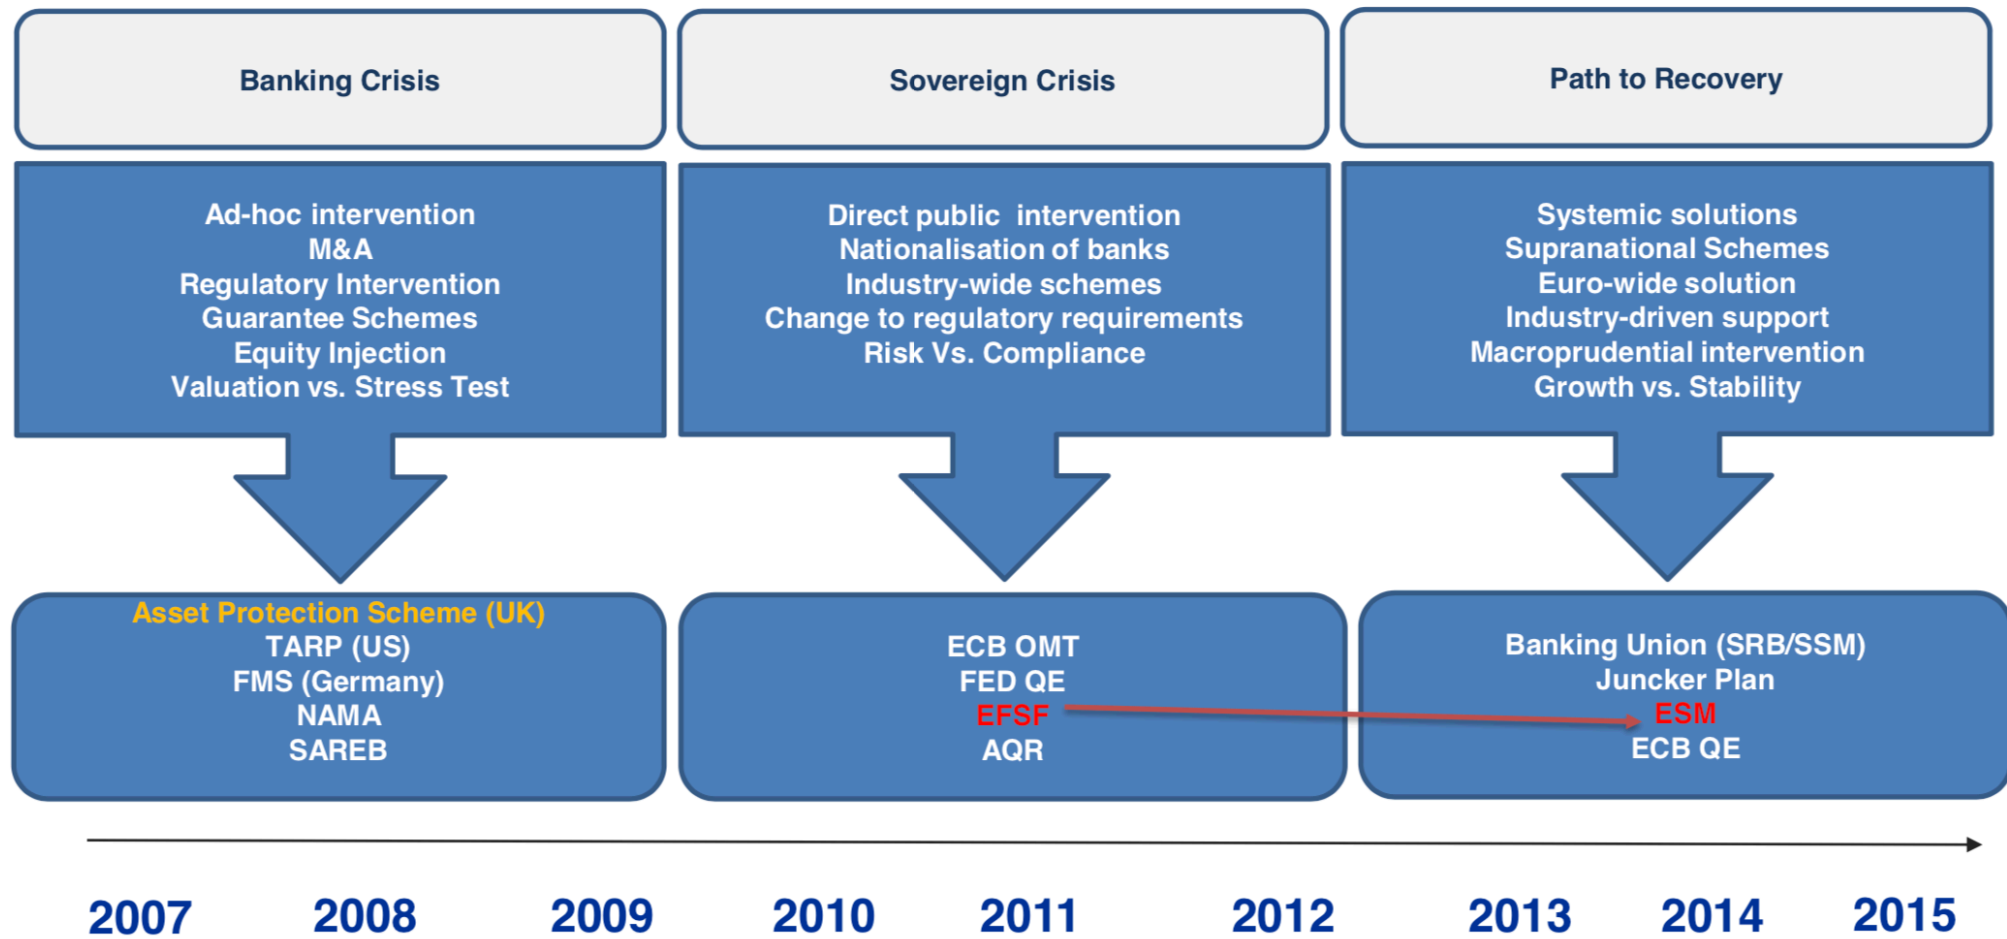 Banking Crisis
Ad-hoc intervention
M&A
Regulatory Intervention
Guarantee Schemes
Equity Injection
Valuation vs. Stress Test
Asset Protection Scheme (UK)
TARP (US)
FMS (Germany)
NAMA
SAREB
Sovereign Crisis
Direct public intervention
Nationalisation of banks
Industry-wide schemes
Change to regulatory requirements
Risk Vs. Compliance
ECB OMT
FED QE
EFSF
AQR
Path to Recovery
Systemic solutions
Supranational Schemes
Euro-wide solution
Industry-driven support
Macroprudential intervention
Growth vs. Stability
Banking Union (SRB/SSM)
Juncker Plan
ESM
ECB QE
2007 2008 2009 2010 2011 2012 2013 2014 2015